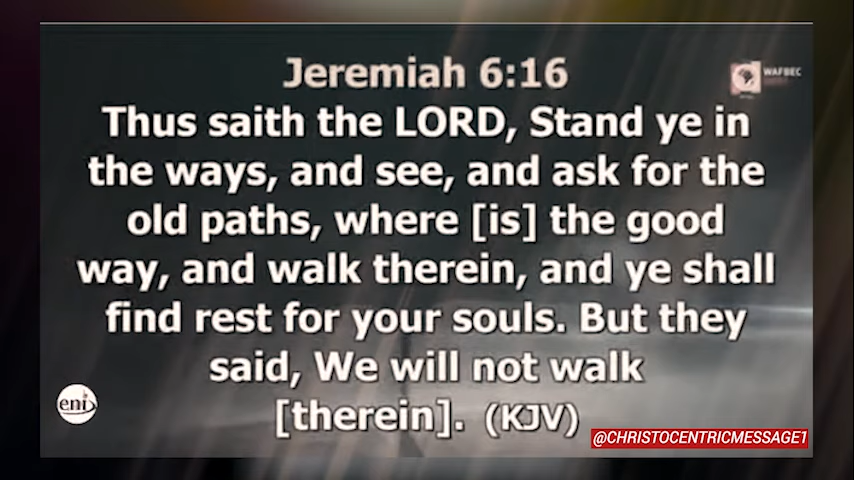 Jeremiah 6:16
WAFBEC
Thus saith the LORD, Stand ye in
the ways, and see, and ask for the
old paths, where [is] the good
way, and walk therein, and ye shall
find rest for your souls. But they
said, We will not walk
[therein]. (KJV)
eni
@CHRISTOCENTRICMESSAGE1